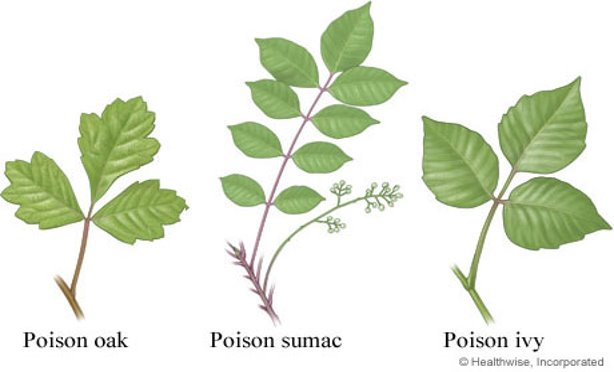 Poison oak
Poison sumac
Poison ivy
© Healthwise, Incorporated